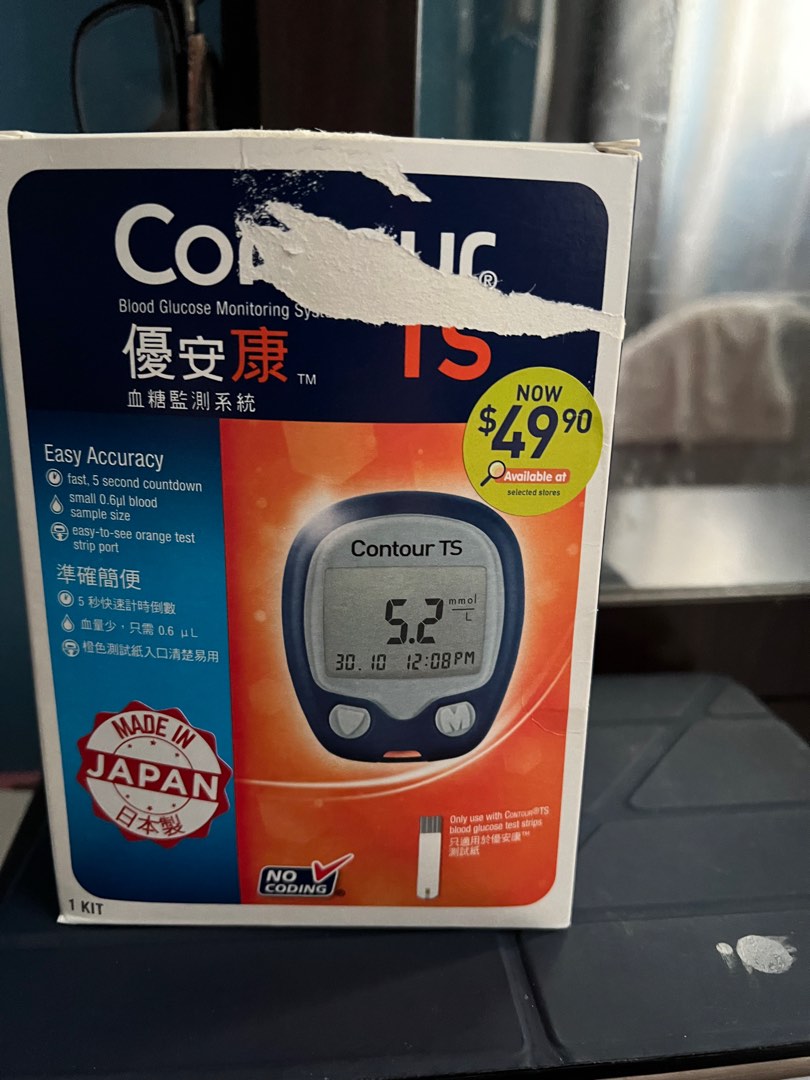 Blood Glucose Monitoring
優安康™
TS
血糖監測系統
NOW
$49.90
Available at
selected stores
Easy Accuracy
fast, 5 second countdown
small 0.6µl blood
sample size
easy-to-see orange test
strip port
準確簡便
5 秒快速計時倒數
血量少，只需 0.6 µL
橙色測試紙入口清楚易用
Contour TS
5.2 mmol/L
30.10 12:08PM
MADE IN
JAPAN
日本製
Only use with CONTOUR®TS
blood glucose test strips
只適用於優安康™
測試紙
NO
CODING
1 KIT